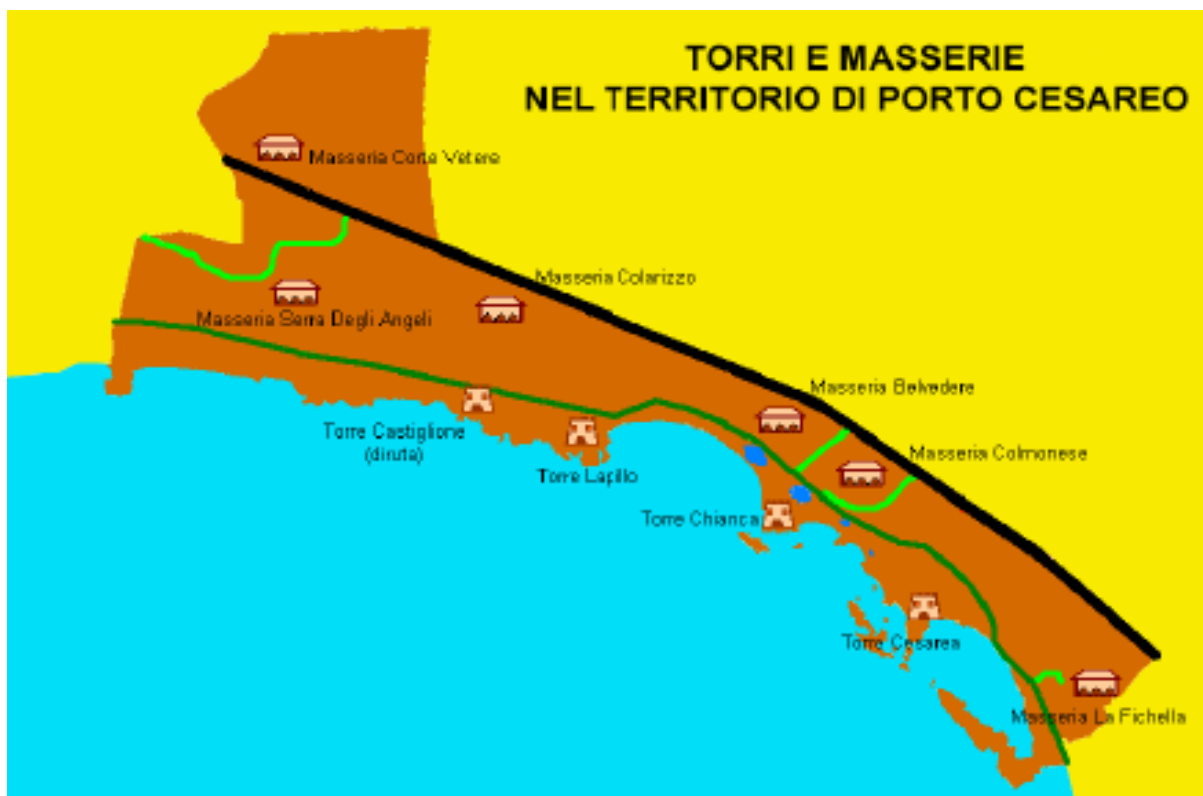 TORRI E MASSERIE
NEL TERRITORIO DI PORTO CESAREO
Masseria Corte Vetere
Masseria Colarizzo
Masseria Serra Degli Angeli
Masseria Belvedere
Torre Castiglione
(diruta)
Masseria Colmonese
Torre Lapillo
Torre Chianca
Torre Cesarea
Masseria La Fichella